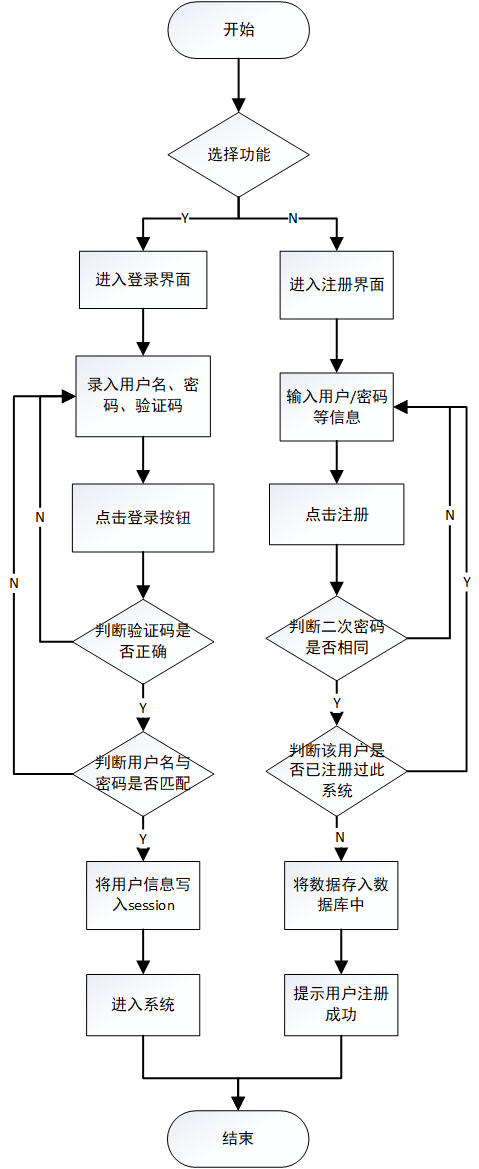 开始
选择功能
Y
N
进入登录界面
进入注册界面
录入用户名、密
码、验证码
输入用户/密码
等信息
点击登录按钮
点击注册
N
N
N
Y
判断验证码是
否正确
判断二次密码
是否相同
Y
Y
判断用户名与
密码是否匹配
判断该用户是
否已注册过此
系统
Y
N
将用户信息写
入session
将数据存入数
据库中
进入系统
提示用户注册
成功
结束